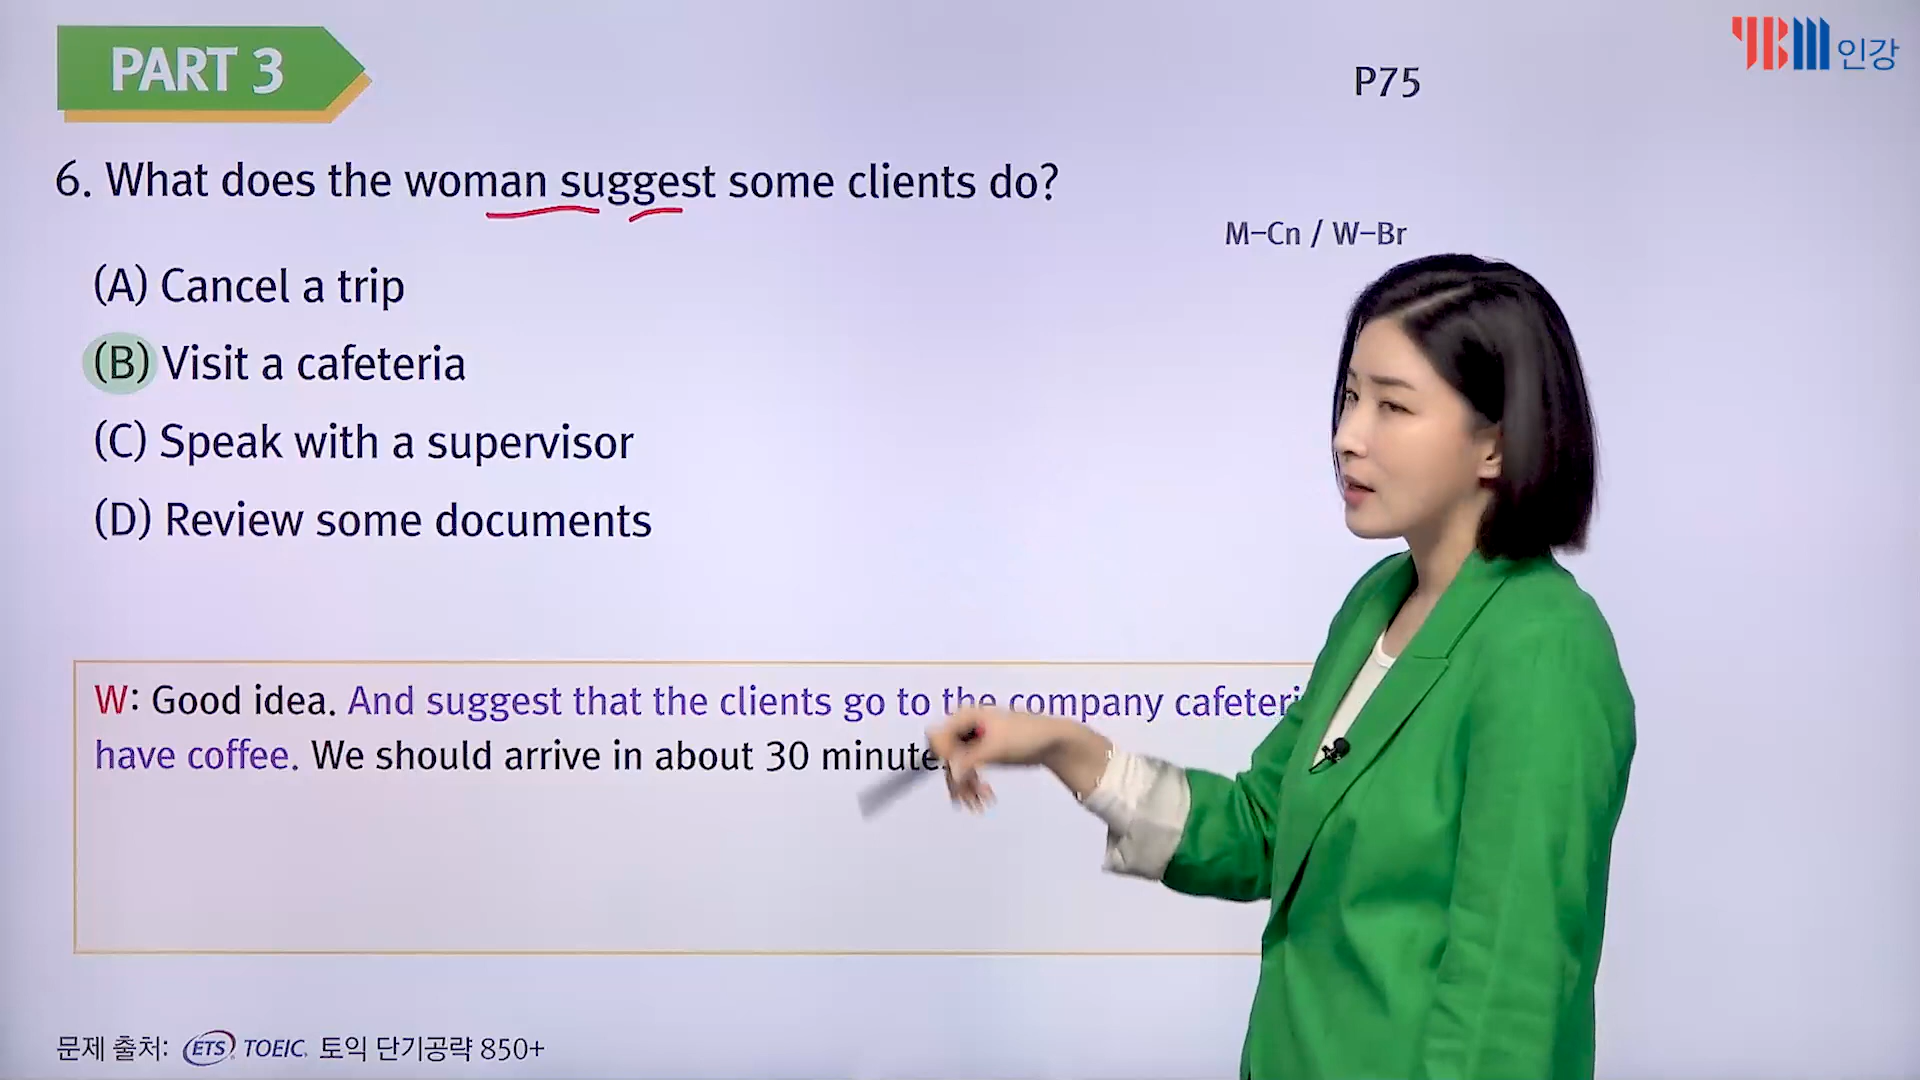 PART 3
P75
YBM 인강
6. What does the woman suggest some clients do?
M-Cn / W-Br
(A) Cancel a trip
(B) Visit a cafeteria
(C) Speak with a supervisor
(D) Review some documents
W: Good idea. And suggest that the clients go to the company
have coffee. We should arrive in about 30
문제 출처: ETS TOEIC 토익 단기공략 850+